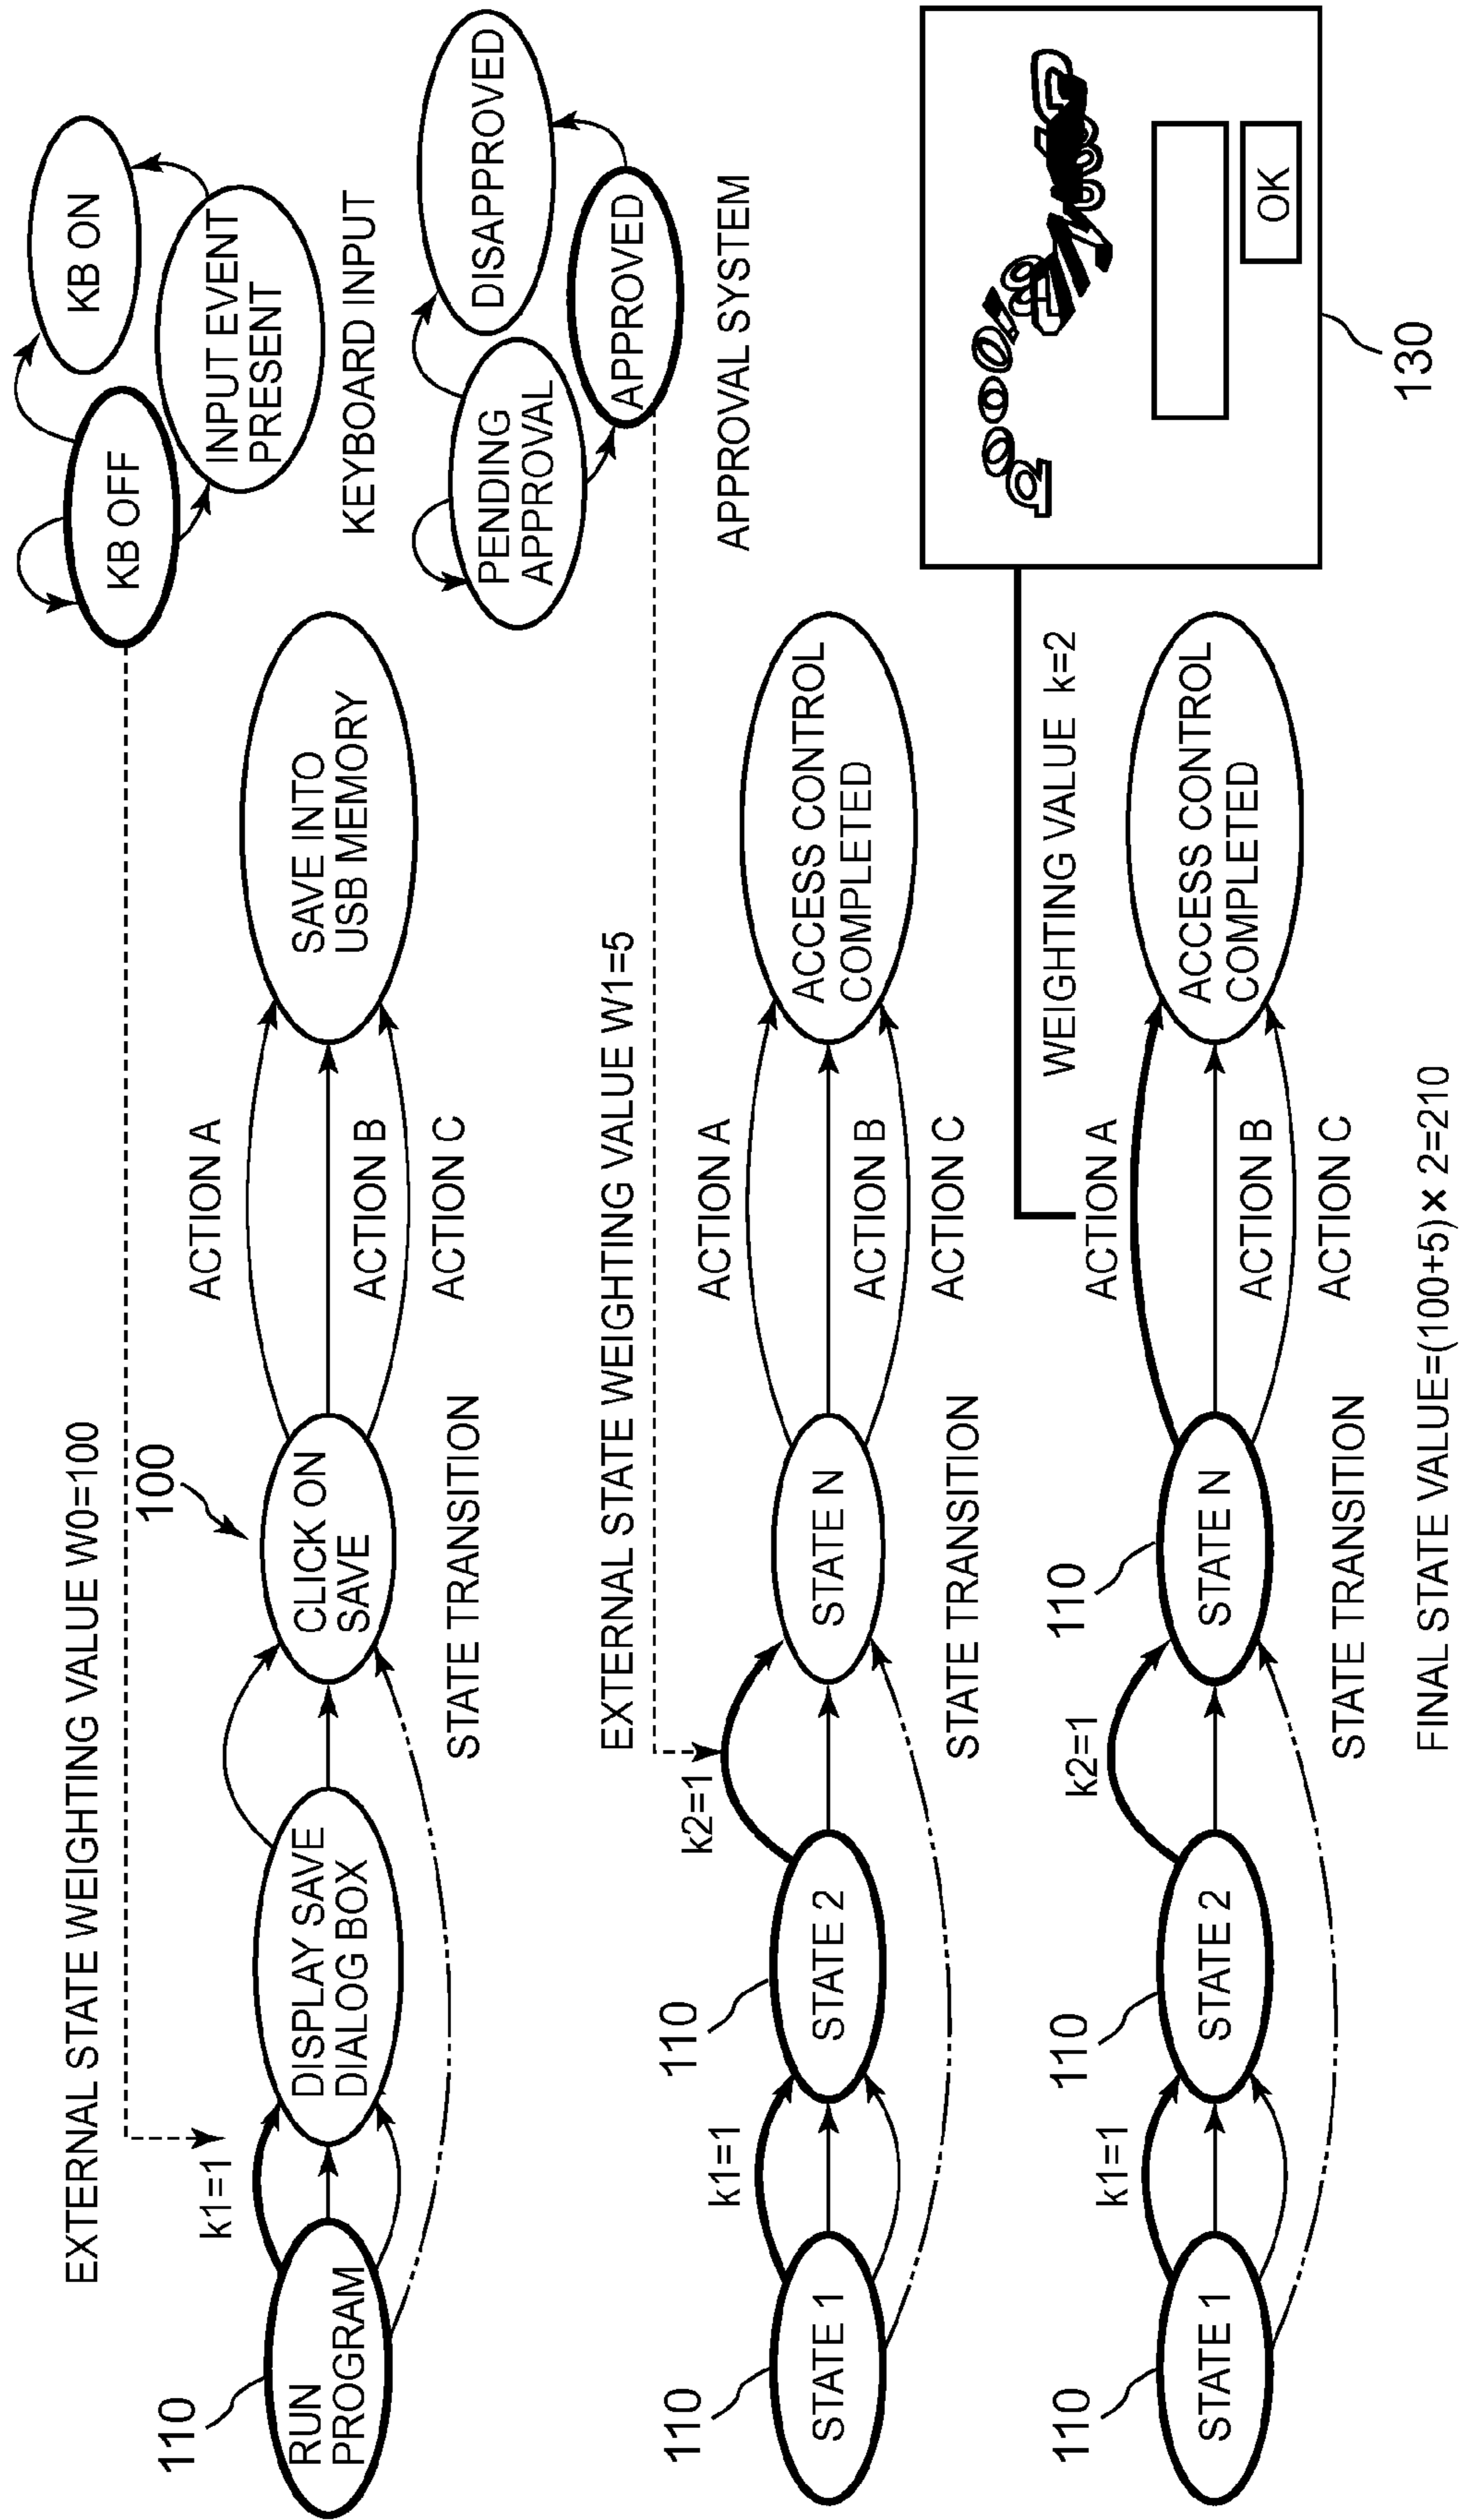 EXTERNAL STATE WEIGHTING VALUE W0=100
110
RUN
PROGRAM
k1=1
DISPLAY SAVE
DIALOG BOX
100
CLICK ON
SAVE
STATE TRANSITION
ACTION A
ACTION B
ACTION C
SAVE INTO
USB MEMORY
KB OFF
KB ON
INPUT EVENT
PRESENT
KEYBOARD INPUT
EXTERNAL STATE WEIGHTING VALUE W1=5
110
STATE 1
k1=1
110
STATE 2
k2=1
STATE N
STATE TRANSITION
ACTION A
ACTION B
ACTION C
ACCESS CONTROL
COMPLETED
PENDING
APPROVAL
DISAPPROVED
APPROVED
APPROVAL SYSTEM
110
STATE 1
k1=1
110
STATE 2
k2=1
110
STATE N
STATE TRANSITION
ACTION A
ACTION B
ACTION C
WEIGHTING VALUE k=2
ACCESS CONTROL
COMPLETED
OK
130
FINAL STATE VALUE=(100+5) × 2=210